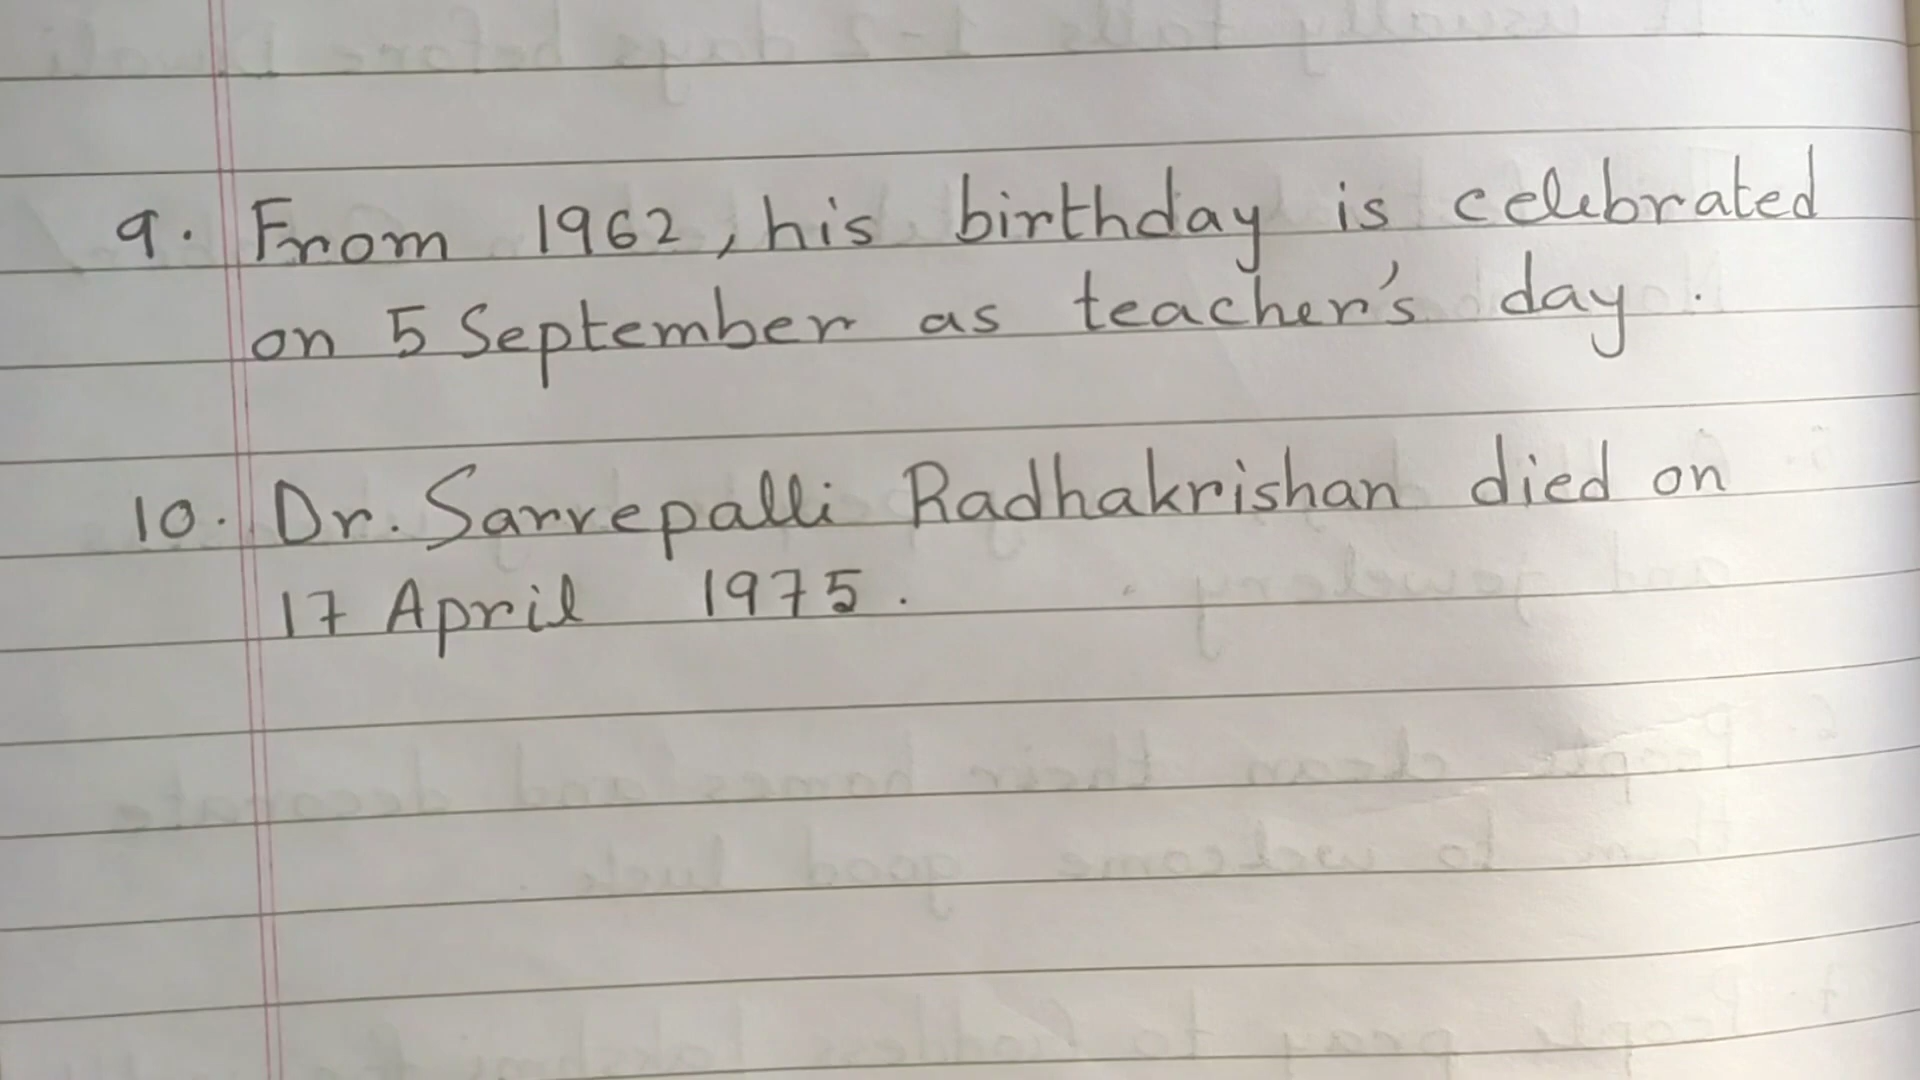 9. From 1962, his birthday is celebrated
on 5 September as teacher's day.
10. Dr. Sarvepalli Radhakrishan died on
17 April 1975.